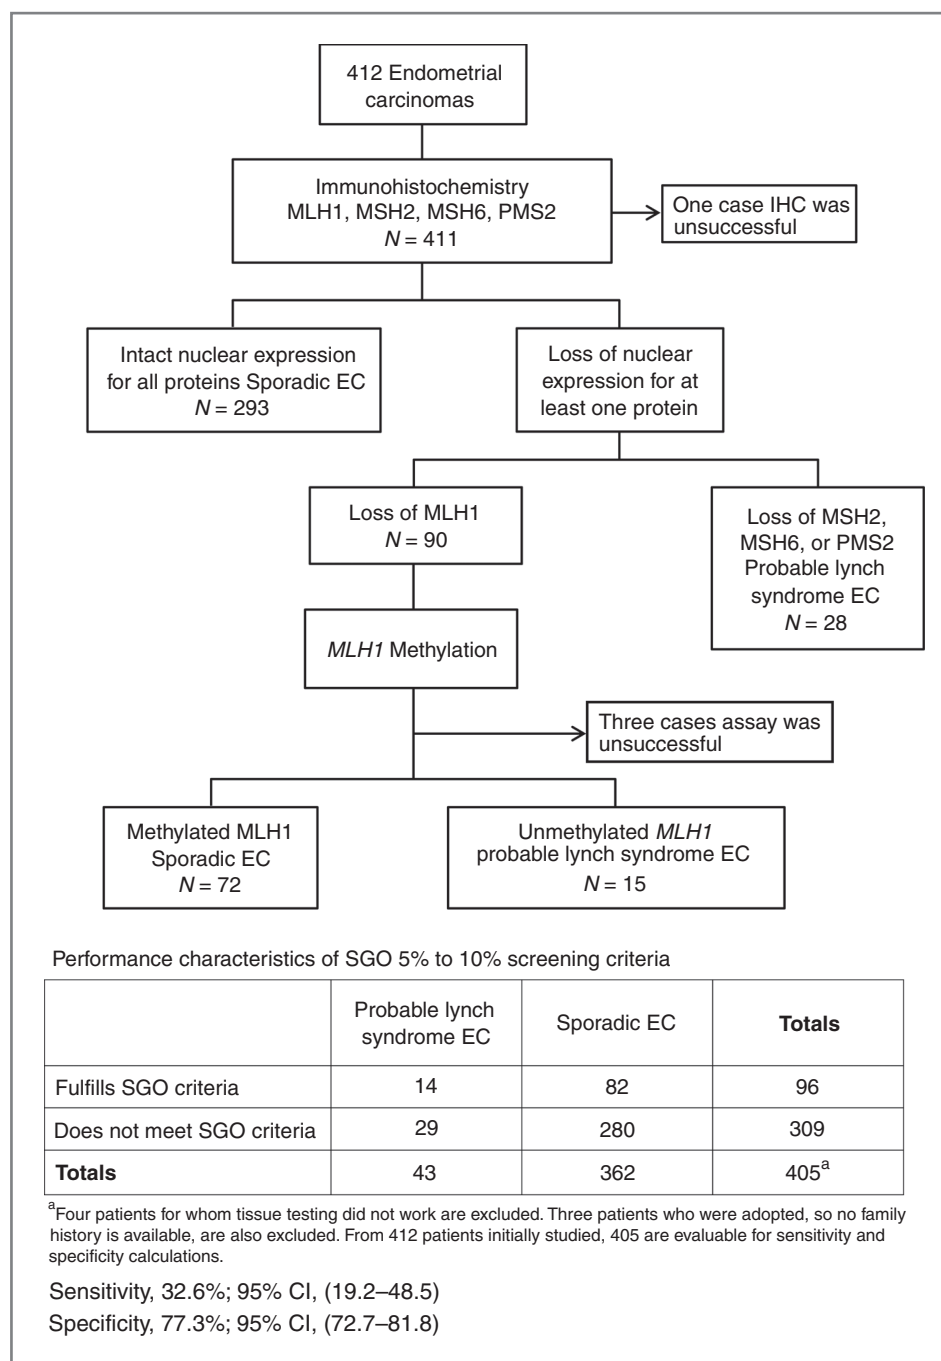 412 Endometrial
carcinomas
Immunohistochemistry
MLH1, MSH2, MSH6, PMS2
N = 411
One case IHC was
unsuccessful
Intact nuclear expression
for all proteins Sporadic EC
N = 293
Loss of nuclear
expression for at
least one protein
Loss of MLH1
N = 90
Loss of MSH2,
MSH6, or PMS2
Probable lynch
syndrome EC
N = 28
MLH1 Methylation
Three cases assay was
unsuccessful
Methylated MLH1
Sporadic EC
N = 72
Unmethylated MLH1
probable lynch syndrome EC
N = 15
Performance characteristics of SGO 5% to 10% screening criteria
Probable lynch
syndrome EC
Sporadic EC
Totals
Fulfills SGO criteria 14 82 96
Does not meet SGO criteria 29 280 309
Totals 43 362 405a
aFour patients for whom tissue testing did not work are excluded. Three patients who were adopted, so no family
history is available, are also excluded. From 412 patients initially studied, 405 are evaluable for sensitivity and
specificity calculations.
Sensitivity, 32.6%; 95% CI, (19.2–48.5)
Specificity, 77.3%; 95% CI, (72.7–81.8)